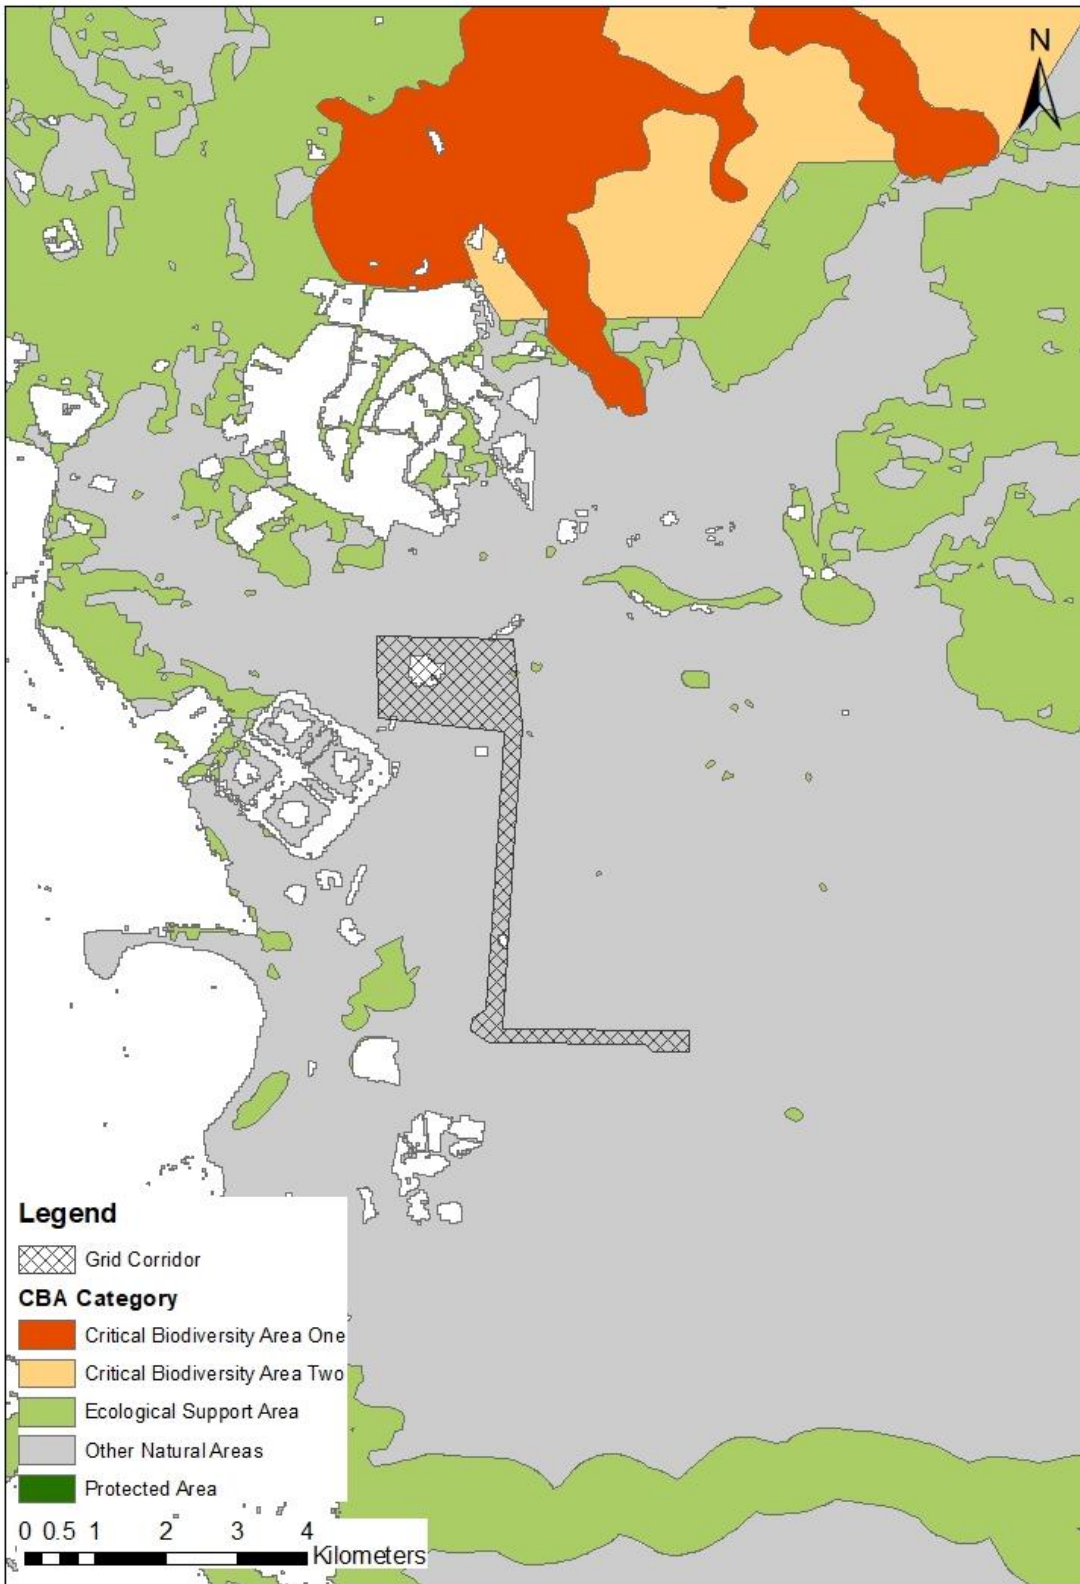 N
Legend
Grid Corridor
CBA Category
Critical Biodiversity Area One
Critical Biodiversity Area Two
Ecological Support Area
Other Natural Areas
Protected Area
0 0.5 1 2 3 4
Kilometers